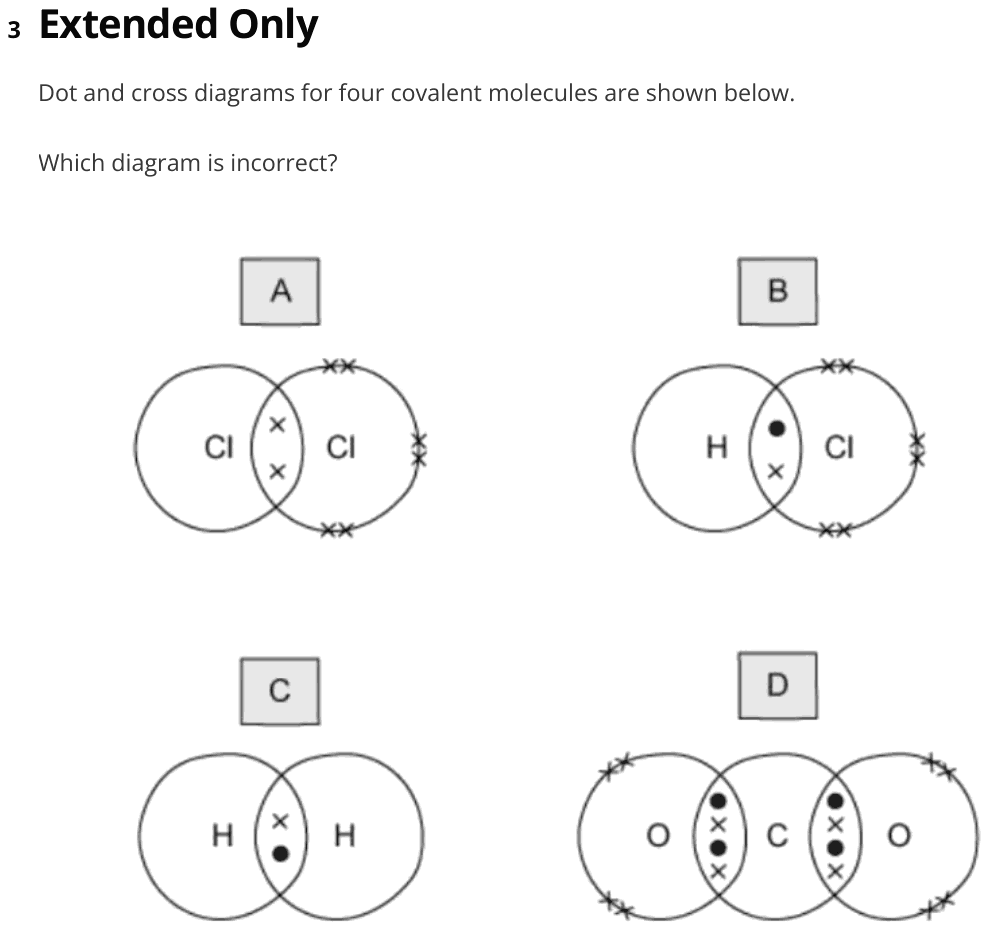 3 Extended Only
Dot and cross diagrams for four covalent molecules are shown below.
Which diagram is incorrect?
A
B
Cl Cl
H Cl
C
D
H H
O C O